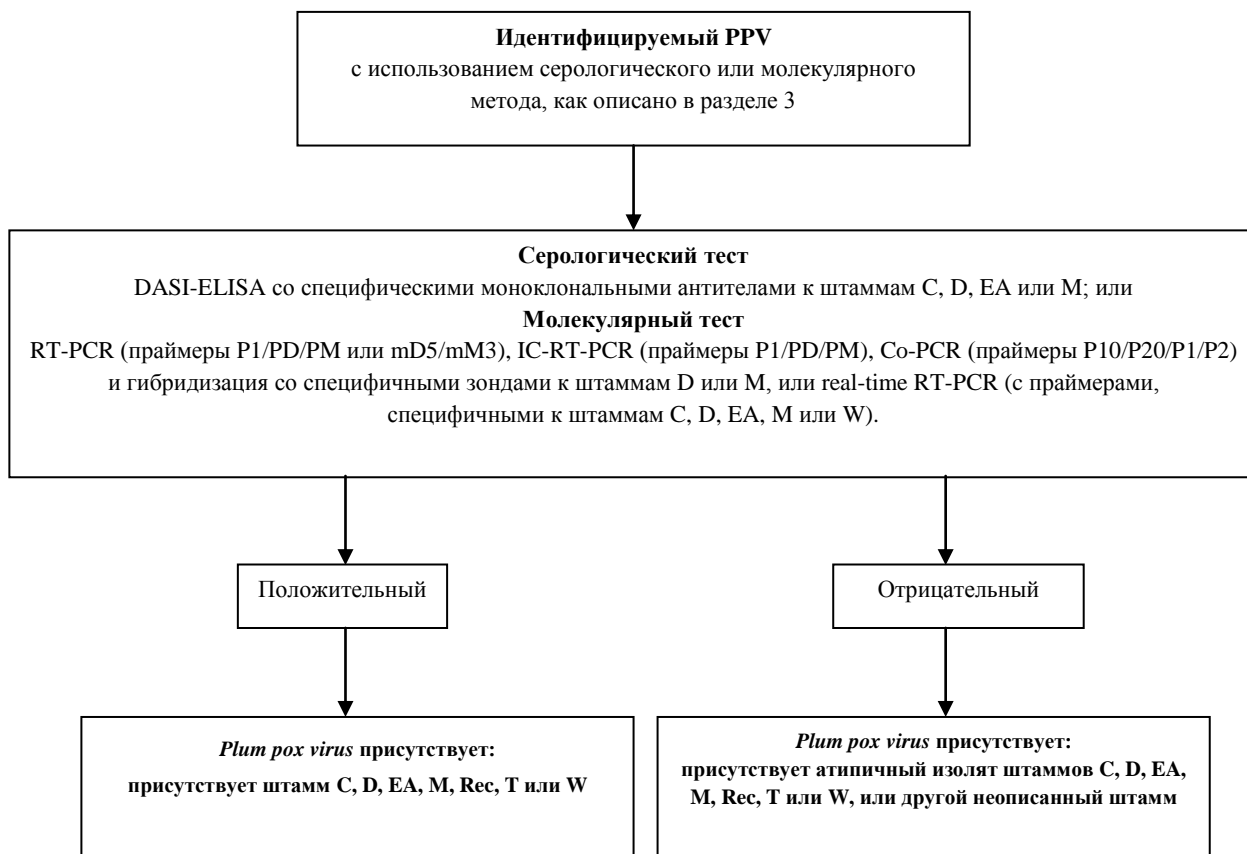 Идентифицируемый PPV
с использованием серологического или молекулярного
метода, как описано в разделе 3
Серологический тест
DASI-ELISA со специфическими моноклональными антителами к штаммам C, D, EA или M; или
Молекулярный тест
RT-PCR (праймеры P1/PD/PM или mD5/mM3), IC-RT-PCR (праймеры P1/PD/PM), Co-PCR (праймеры P10/P20/P1/P2)
и гибридизация со специфичными зондами к штаммам D или M, или real-time RT-PCR (с праймерами,
специфичными к штаммам C, D, EA, M или W).
Положительный
Отрицательный
Plum pox virus присутствует:
присутствует штамм C, D, EA, M, Rec, T или W
Plum pox virus присутствует:
присутствует атипичный изолят штаммов C, D, EA,
M, Rec, T или W, или другой неописанный штамм